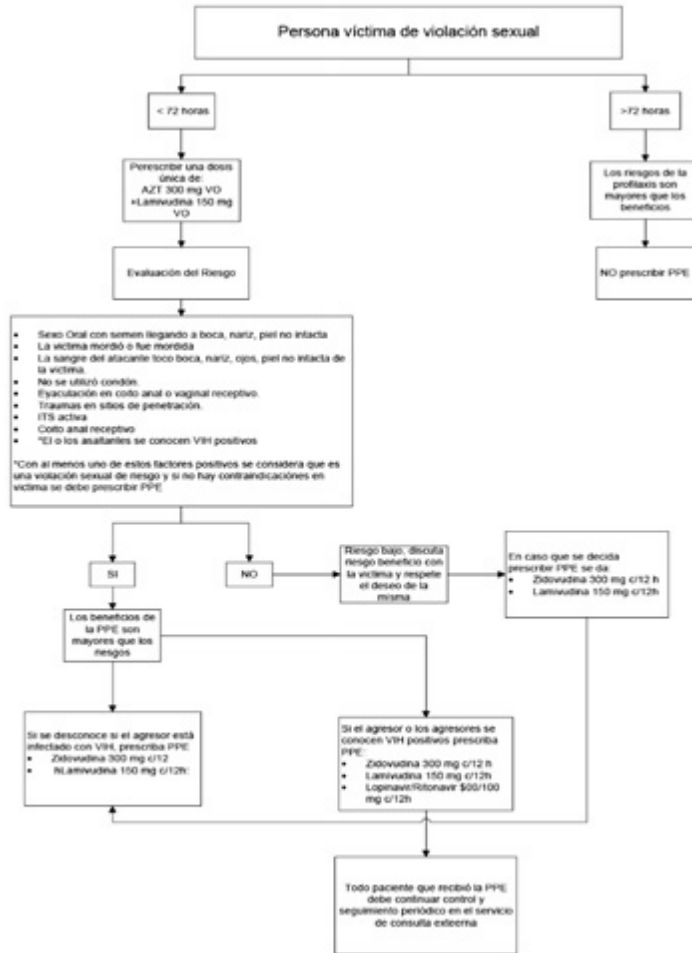 Persona víctima de violación sexual
< 72 horas
>72 horas
Perescribir una dosis
única de:
AZT 300 mg VO
+Lamivudina 150 mg
VO
Los riesgos de la
profilaxis son
mayores que los
beneficios
Evaluación del Riesgo
NO prescribir PPE
• Sexo Oral con semen llegando a boca, nariz, piel no intacta
• La victima mordió o fue mordida
• La sangre del atacante toco boca, nariz, ojos, piel no intacta de
la victima.
• No se utilizó condón.
• Eyaculación en coito anal o vaginal receptivo.
• Traumas en sitios de penetración.
• ITS activa
• Coito anal receptivo
• *El o los asaltantes se conocen VIH positivos
*Con al menos uno de estos factores positivos se considera que es
una violación sexual de riesgo y si no hay contraindicaciónes en
victima se debe prescribir PPE
SI
NO
Riesgo bajo, discuta
riesgo beneficio con
la victima y respete
el deseo de la
misma
En caso que se decida
prescribir PPE se da:
• Zidovudina 300 mg c/12 h
• Lamivudina 150 mg c/12h
Los beneficios de
la PPE son
mayores que los
riesgos
Si se desconoce si el agresor está
infectado con VIH, prescriba PPE
• Zidovudina 300 mg c/12
• hLamivudina 150 mg c/12h:
Si el agresor o los agresores se
conocen VIH positivos prescriba
PPE:
• Zidovudina 300 mg c/12 h
• Lamivudina 150 mg c/12h
• Lopinavir/Ritonavir $00/100
mg c/12h
Todo paciente que recibió la PPE
debe continuar control y
seguimiento periódico en el servicio
de consulta exteerna